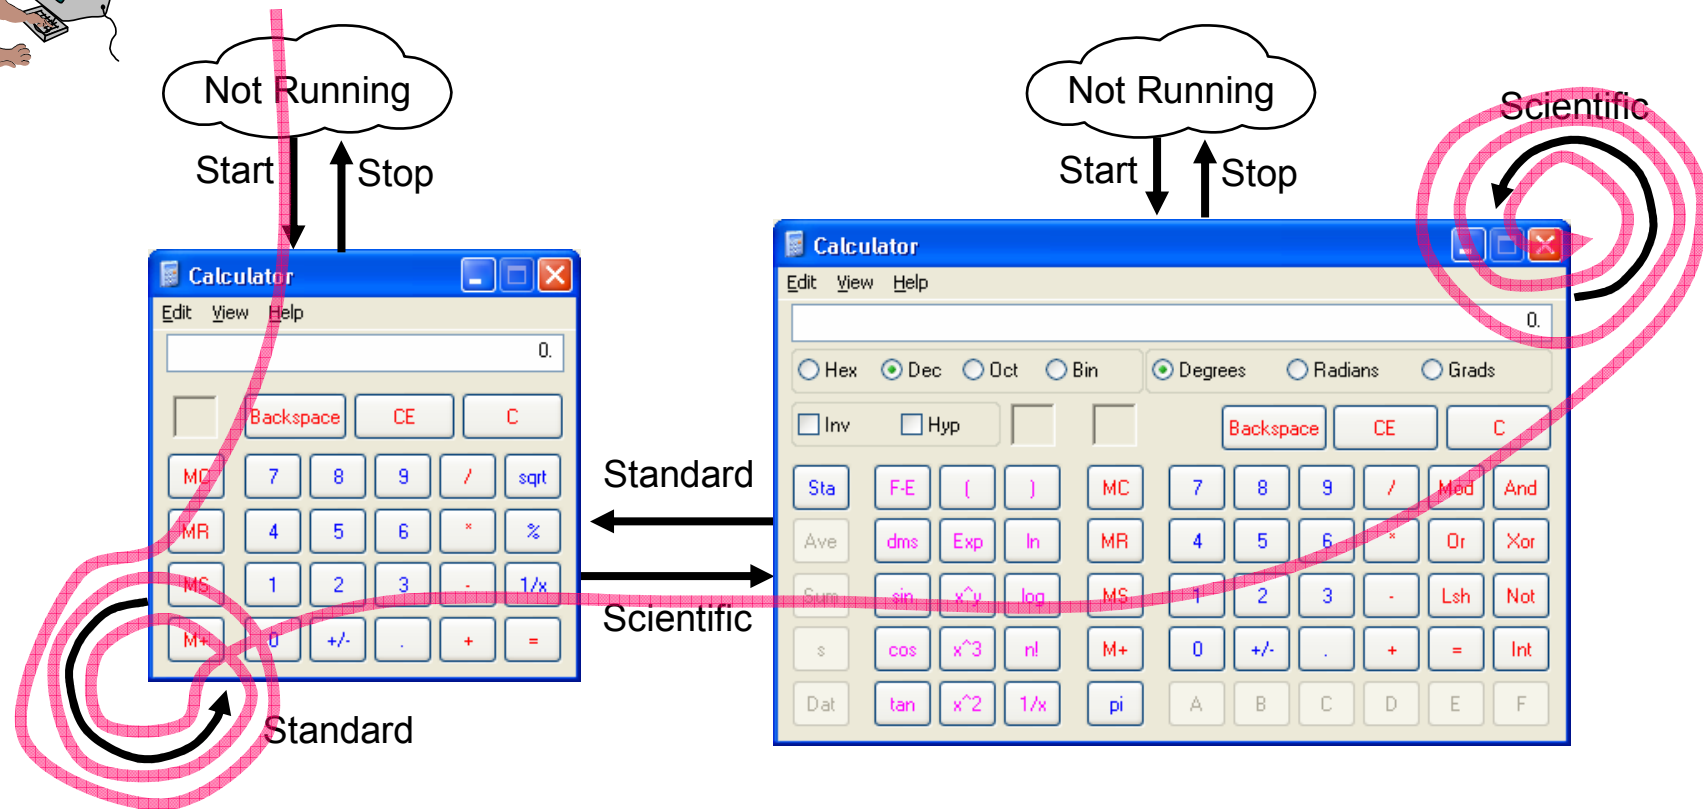 Not Running
Start
Stop
Calculator
Edit View Help
0.
Backspace CE C
MC 7 8 9 / sqrt
MR 4 5 6 * %
MS 1 2 3 - 1/x
M+ 0 +/- . + =
Standard
Standard
Scientific
Not Running
Start
Stop
Scientific
Calculator
Edit View Help
0.
Hex Dec Oct Bin Degrees Radians Grads
Inv Hyp Backspace CE C
Sta F-E ( ) MC 7 8 9 / Mod And
Ave dms Exp ln MR 4 5 6 * Or Xor
Sum sin x^y log MS 1 2 3 - Lsh Not
s cos x^3 n! M+ 0 +/- . + = Int
Dat tan x^2 1/x pi A B C D E F